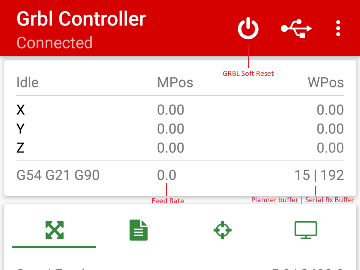 Grbl Controller
Connected
GRBL Soft Reset
Idle MPos WPos
X 0.00 0.00
Y 0.00 0.00
Z 0.00 0.00
G54 G21 G90 0.0 15 | 192
Feed Rate Planner buffer | Serial Rx Buffer